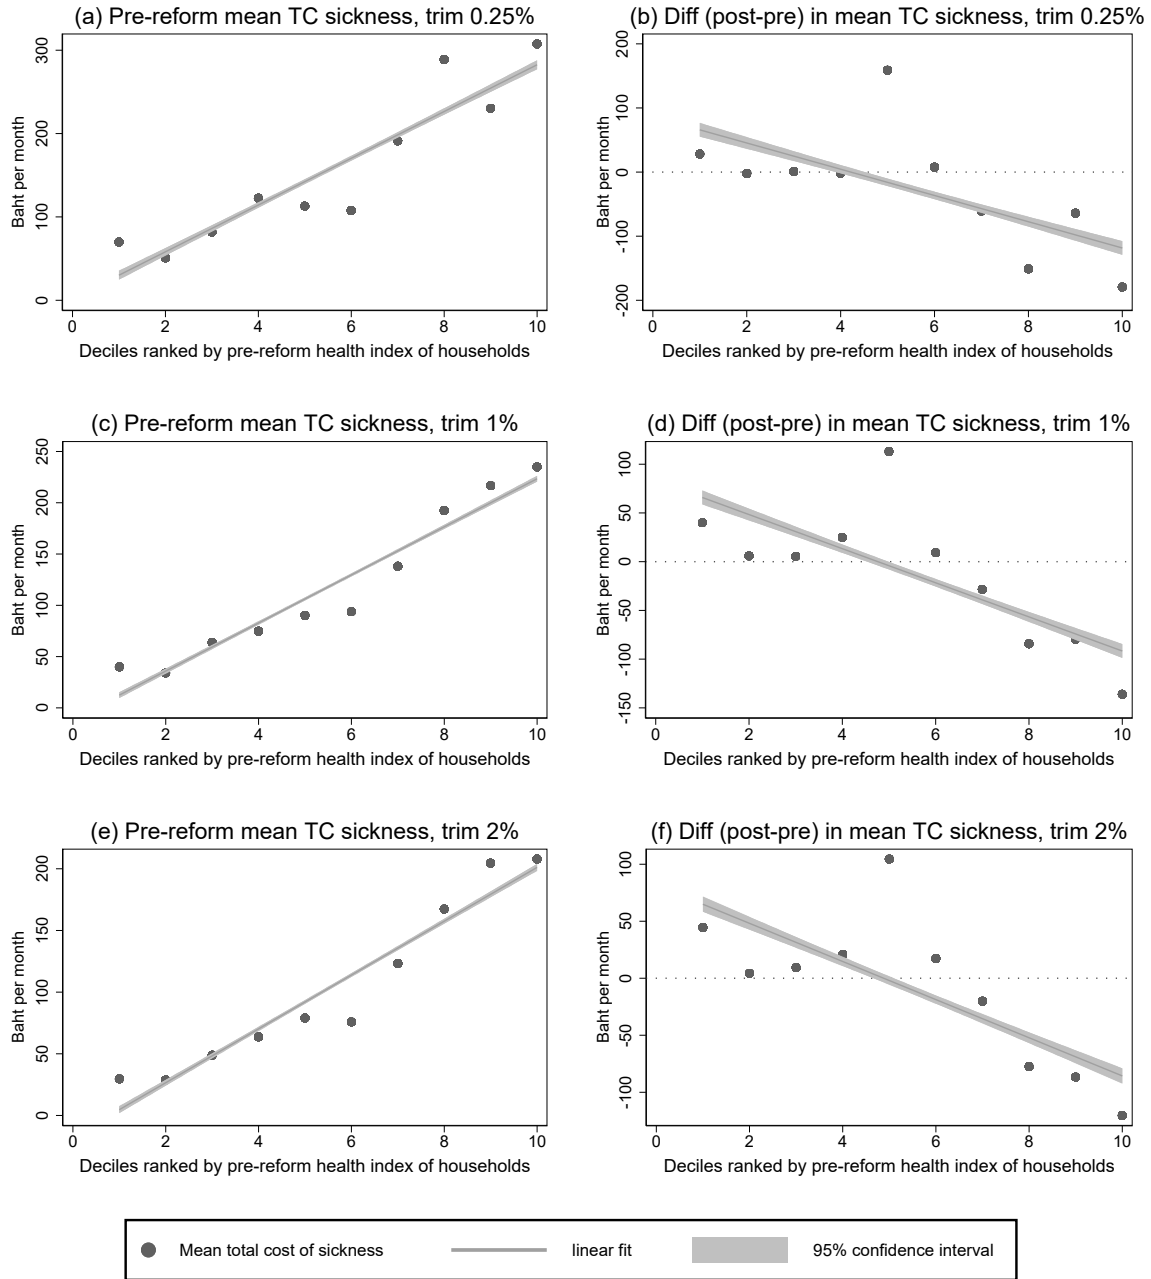 (a) Pre-reform mean TC sickness, trim 0.25%
Baht per month
300
200
100
0
0 2 4 6 8 10
Deciles ranked by pre-reform health index of households
(b) Diff (post-pre) in mean TC sickness, trim 0.25%
Baht per month
200
100
0
-100
-200
0 2 4 6 8 10
Deciles ranked by pre-reform health index of households
(c) Pre-reform mean TC sickness, trim 1%
Baht per month
250
200
150
100
50
0
0 2 4 6 8 10
Deciles ranked by pre-reform health index of households
(d) Diff (post-pre) in mean TC sickness, trim 1%
Baht per month
100
50
0
-50
-100
-150
0 2 4 6 8 10
Deciles ranked by pre-reform health index of households
(e) Pre-reform mean TC sickness, trim 2%
Baht per month
200
150
100
50
0
0 2 4 6 8 10
Deciles ranked by pre-reform health index of households
(f) Diff (post-pre) in mean TC sickness, trim 2%
Baht per month
100
50
0
-50
-100
0 2 4 6 8 10
Deciles ranked by pre-reform health index of households
Mean total cost of sickness linear fit 95% confidence interval